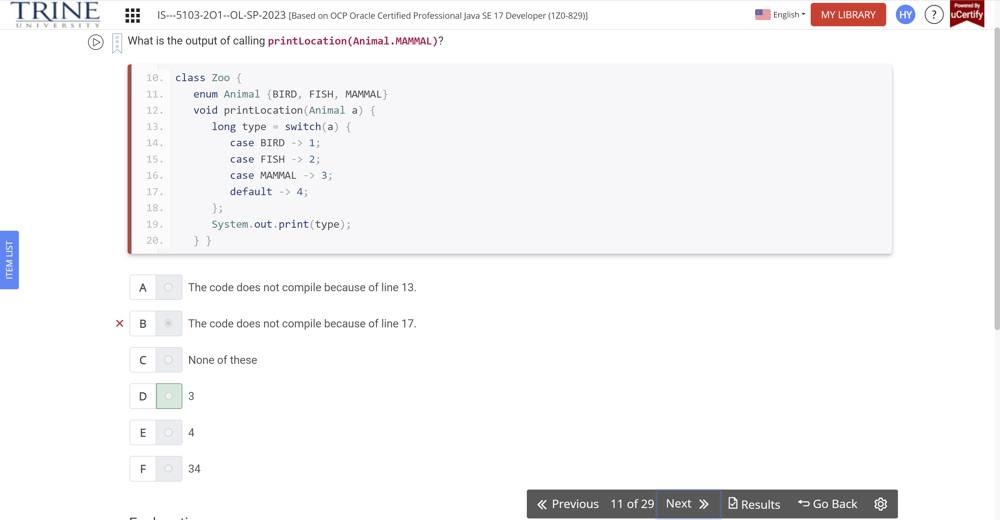 TRINE
UNIVERSITY
IS---5103-2O1--OL-SP-2023 [Based on OCP Oracle Certified Professional Java SE 17 Developer (1Z0-829)]
English
MY LIBRARY
HY
?
Powered By
uCertify
What is the output of calling printLocation(Animal.MAMMAL)?
10. class Zoo {
11. enum Animal {BIRD, FISH, MAMMAL}
12. void printLocation(Animal a) {
13. long type = switch(a) {
14. case BIRD -> 1;
15. case FISH -> 2;
16. case MAMMAL -> 3;
17. default -> 4;
18. };
19. System.out.print(type);
20. } }
ITEM LIST
A The code does not compile because of line 13.
B The code does not compile because of line 17.
C None of these
D 3
E 4
F 34
Previous 11 of 29 Next Results Go Back